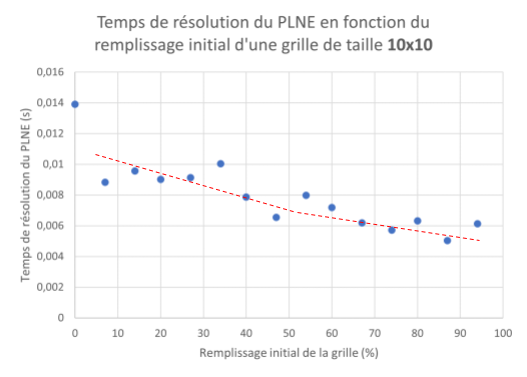 Temps de résolution du PLNE en fonction du
remplissage initial d'une grille de taille 10x10
0,016
0,014
0,012
0,01
0,008
0,006
0,004
0,002
0
Temps de résolution du PLNE (s)
0 10 20 30 40 50 60 70 80 90 100
Remplissage initial de la grille (%)